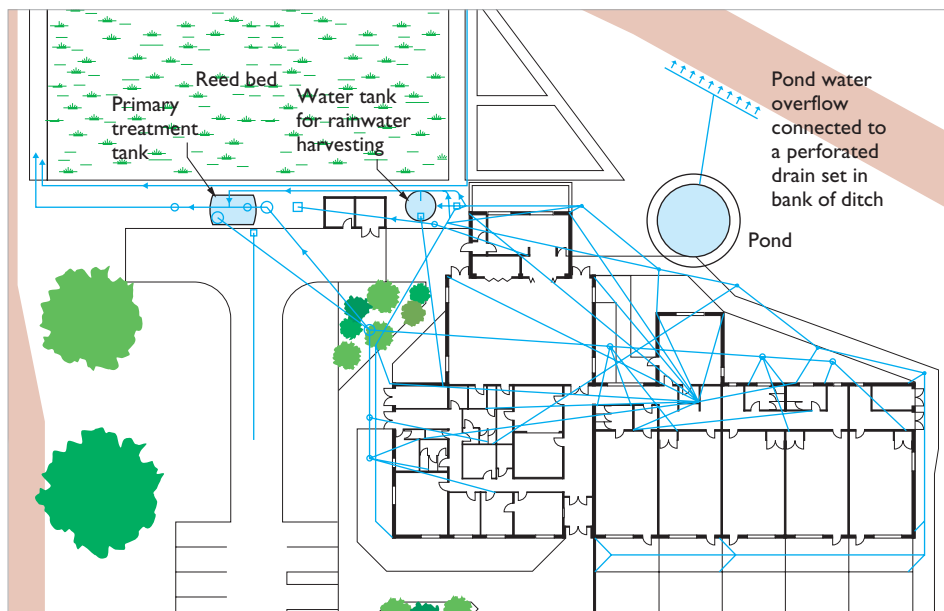 Reed bed
Primary
treatment
tank
Water tank
for rainwater
harvesting
Pond water
overflow
connected to
a perforated
drain set in
bank of ditch
Pond